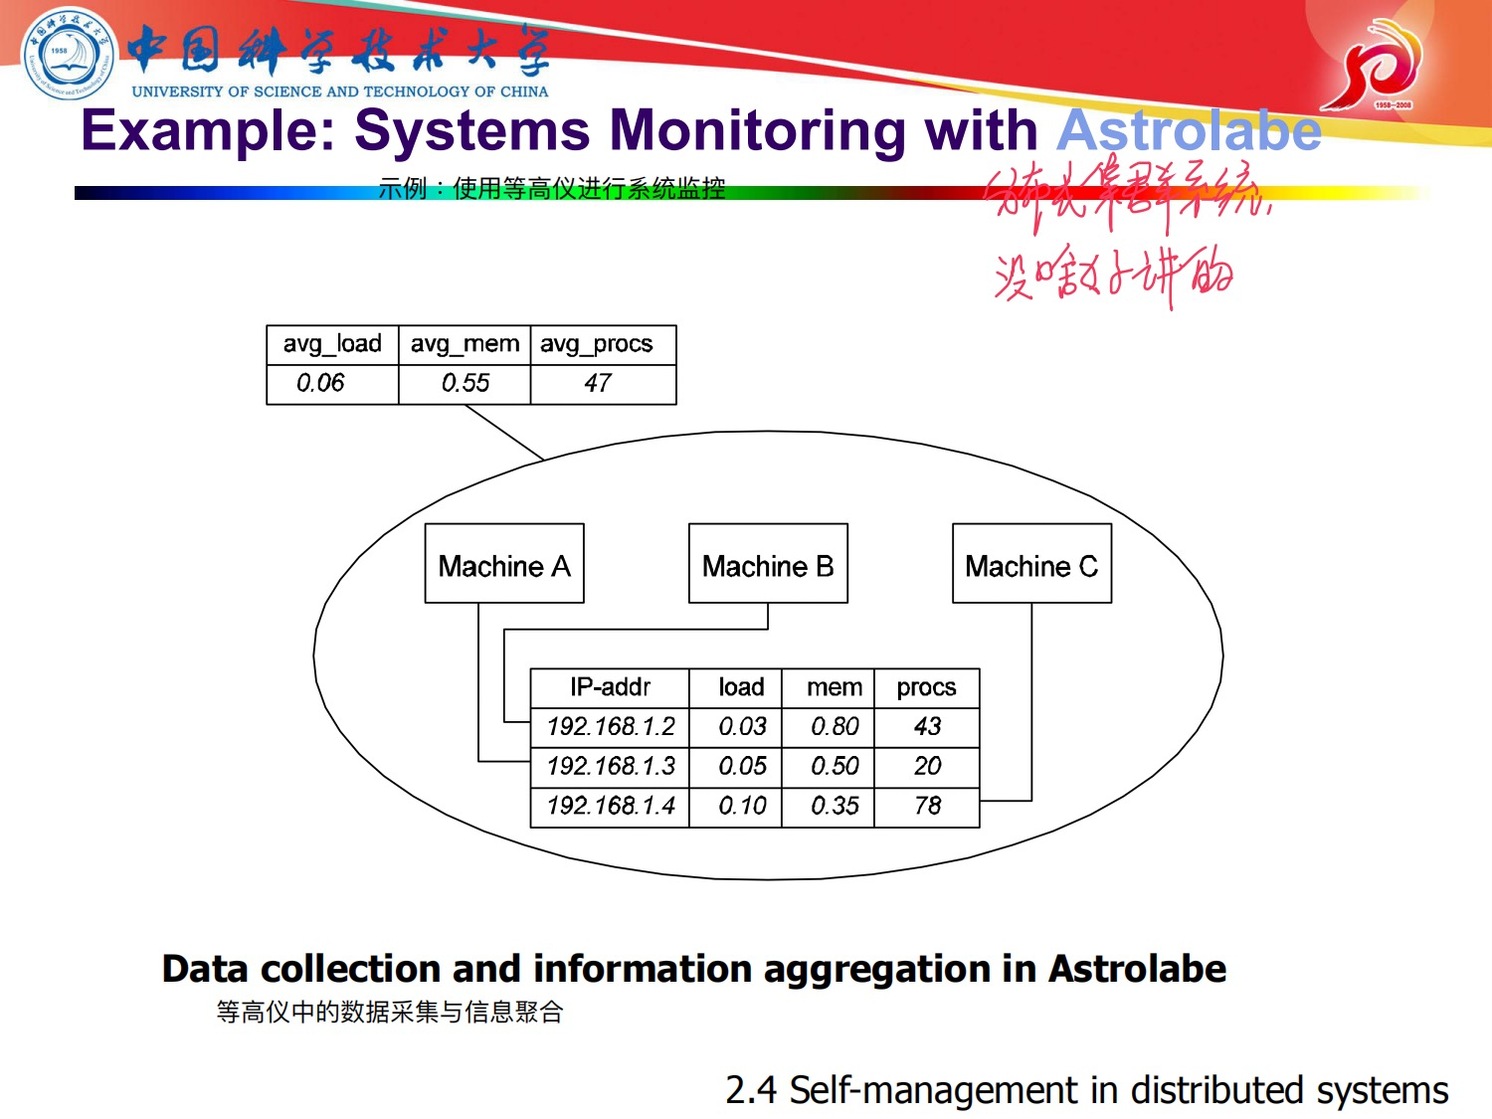 中国科学技术大学
UNIVERSITY OF SCIENCE AND TECHNOLOGY OF CHINA
1958
1958—2008
Example: Systems Monitoring with Astrolabe
示例：使用等高仪进行系统监控
分布式集群系统,
没啥好讲的
avg_load avg_mem avg_procs
0.06 0.55 47
Machine A Machine B Machine C
IP-addr load mem procs
192.168.1.2 0.03 0.80 43
192.168.1.3 0.05 0.50 20
192.168.1.4 0.10 0.35 78
Data collection and information aggregation in Astrolabe
等高仪中的数据采集与信息聚合
2.4 Self-management in distributed systems